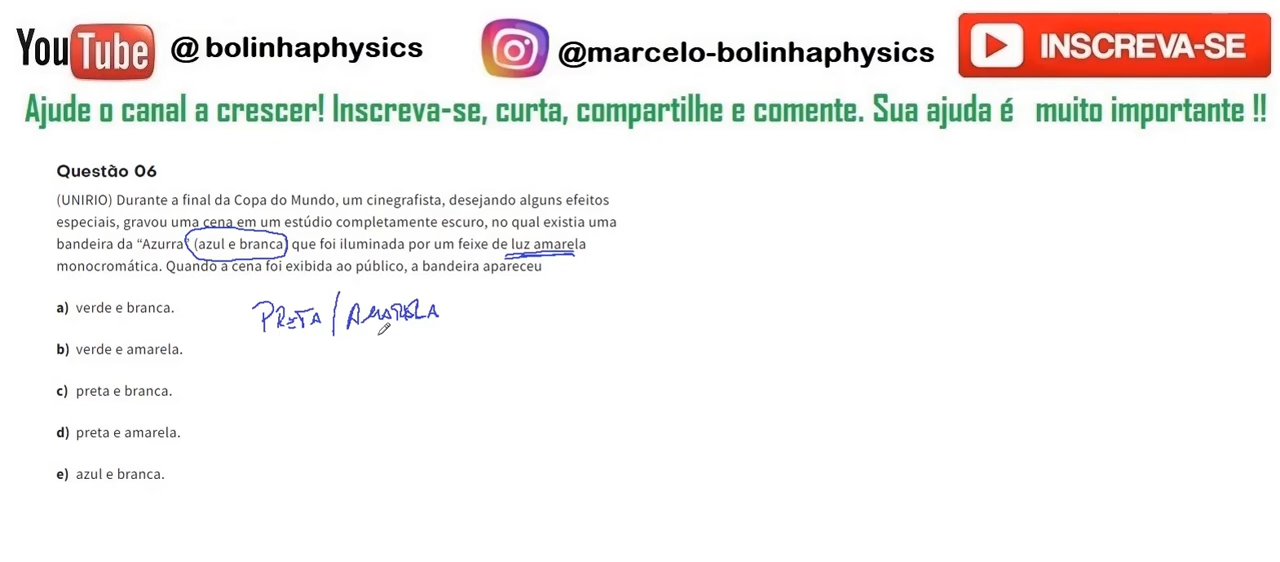 YouTube @ bolinhaphysics @marcelo-bolinhaphysics INSCREVA-SE
Ajude o canal a crescer! Inscreva-se, curta, compartilhe e comente. Sua ajuda é muito importante !!
Questão 06
(UNIRIO) Durante a final da Copa do Mundo, um cinegrafista, desejando alguns efeitos
especiais, gravou uma cena em um estúdio completamente escuro, no qual existia uma
bandeira da “Azurra” (azul e branca) que foi iluminada por um feixe de luz amarela
monocromática. Quando a cena foi exibida ao público, a bandeira apareceu
a) verde e branca.
PRETA / AMARELA
b) verde e amarela.
c) preta e branca.
d) preta e amarela.
e) azul e branca.